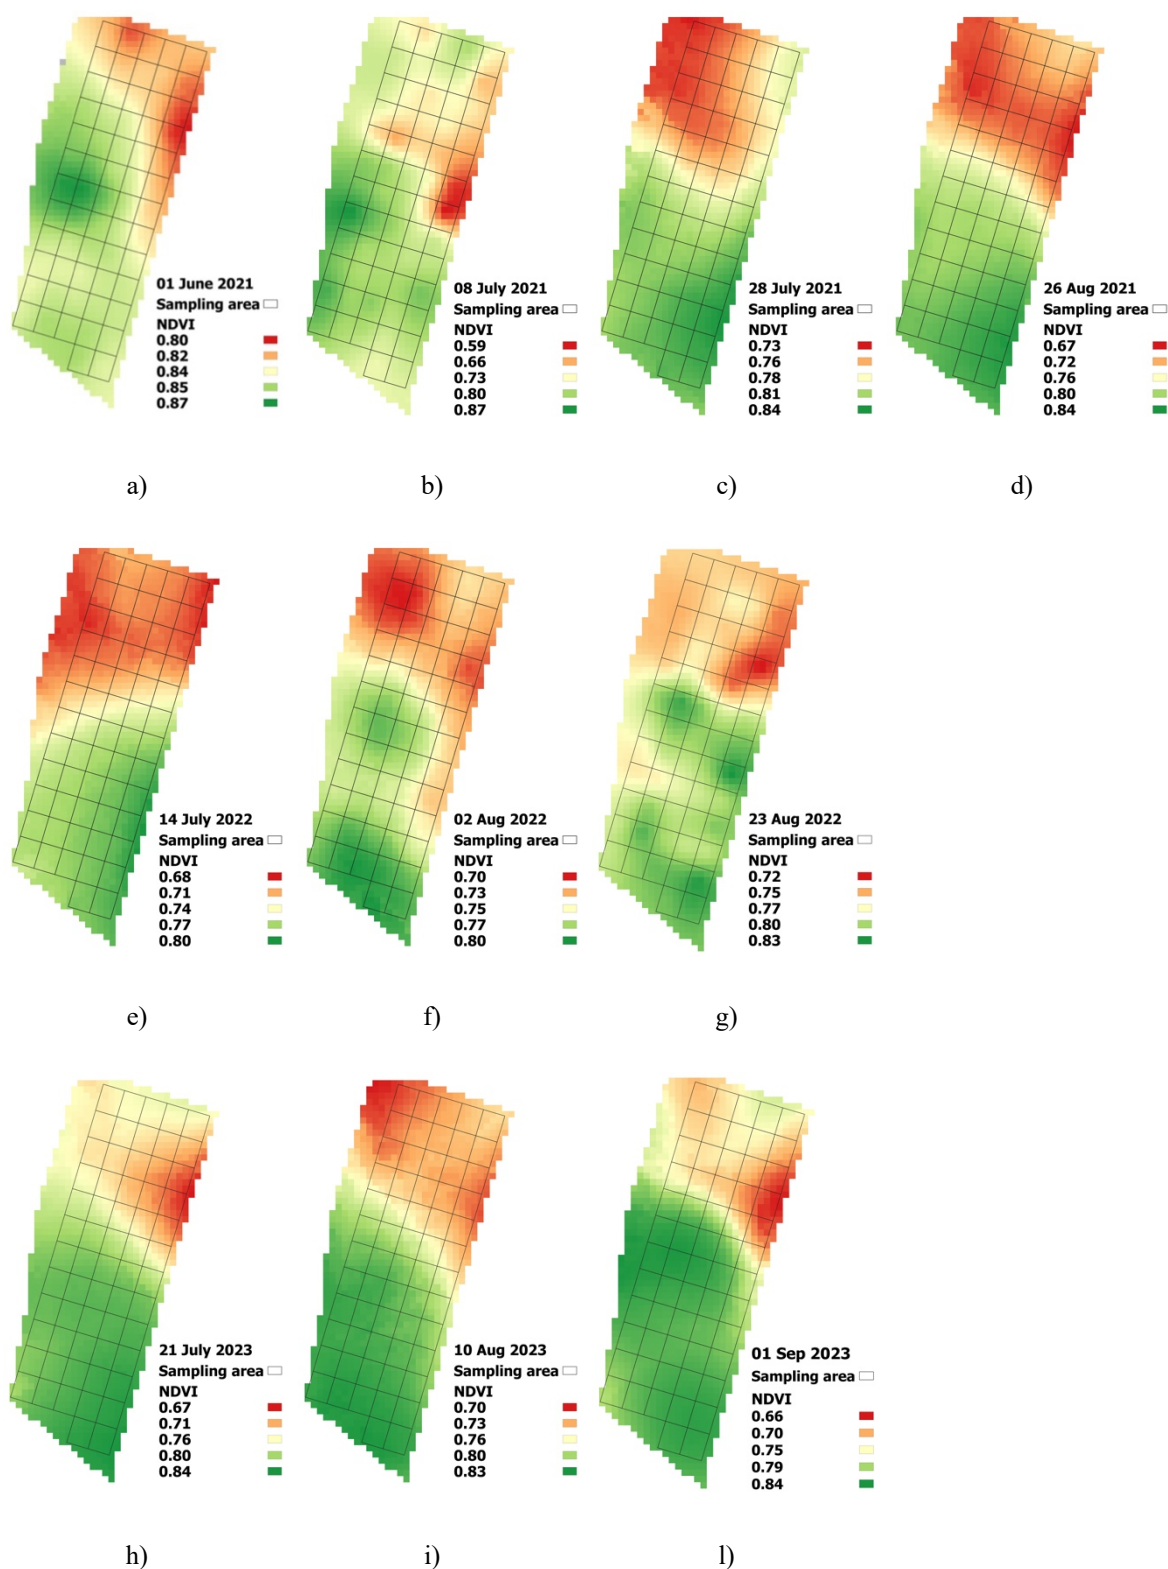 01 June 2021
Sampling area
NDVI
0.80
0.82
0.84
0.85
0.87
08 July 2021
Sampling area
NDVI
0.59
0.66
0.73
0.80
0.87
28 July 2021
Sampling area
NDVI
0.73
0.76
0.78
0.81
0.84
26 Aug 2021
Sampling area
NDVI
0.67
0.72
0.76
0.80
0.84
a)
b)
c)
d)
14 July 2022
Sampling area
NDVI
0.68
0.71
0.74
0.77
0.80
02 Aug 2022
Sampling area
NDVI
0.70
0.73
0.75
0.77
0.80
23 Aug 2022
Sampling area
NDVI
0.72
0.75
0.77
0.80
0.83
e)
f)
g)
21 July 2023
Sampling area
NDVI
0.67
0.71
0.76
0.80
0.84
10 Aug 2023
Sampling area
NDVI
0.70
0.73
0.76
0.80
0.83
01 Sep 2023
Sampling area
NDVI
0.66
0.70
0.75
0.79
0.84
h)
i)
l)